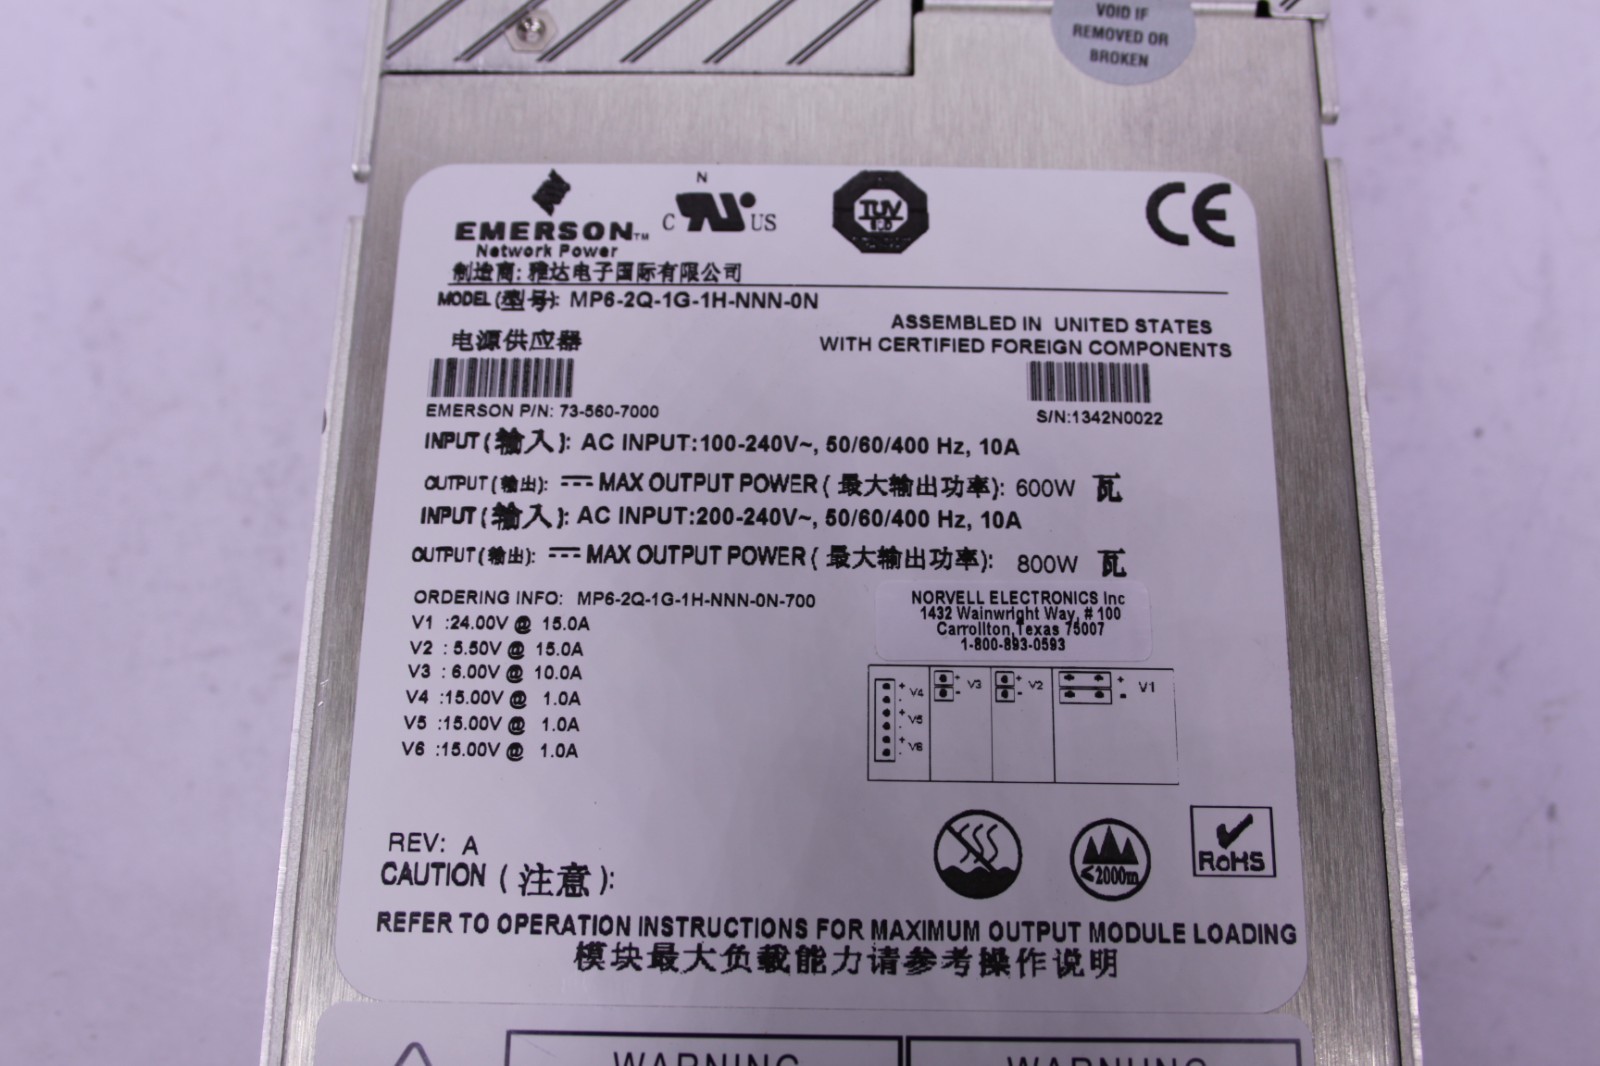 VOID IF
REMOVED OR
BROKEN
N
C US
TUV
CE
EMERSON™
Network Power
制造商: 雅达电子国际有限公司
MODEL (型号): MP6-2Q-1G-1H-NNN-0N
电源供应器
ASSEMBLED IN UNITED STATES
WITH CERTIFIED FOREIGN COMPONENTS
EMERSON P/N: 73-560-7000
S/N:1342N0022
INPUT (输入): AC INPUT:100-240V~, 50/60/400 Hz, 10A
OUTPUT (输出): MAX OUTPUT POWER ( 最大输出功率): 600W 瓦
INPUT (输入): AC INPUT:200-240V~, 50/60/400 Hz, 10A
OUTPUT (输出): MAX OUTPUT POWER ( 最大输出功率): 800W 瓦
ORDERING INFO: MP6-2Q-1G-1H-NNN-0N-700
V1 :24.00V @ 15.0A
V2 : 5.50V @ 15.0A
V3 : 6.00V @ 10.0A
V4 :15.00V @ 1.0A
V5 :15.00V @ 1.0A
V6 :15.00V @ 1.0A
NORVELL ELECTRONICS Inc
1432 Wainwright Way, # 100
Carrollton, Texas 75007
1-800-893-0593
+ V4 -
+ V5 -
+ V6 -
+ V3 -
+ V2 -
+ V1 -
REV: A
≤2000m
RoHS
CAUTION ( 注意 ):
REFER TO OPERATION INSTRUCTIONS FOR MAXIMUM OUTPUT MODULE LOADING
模块最大负载能力请参考操作说明
WARNING
WARNUNG